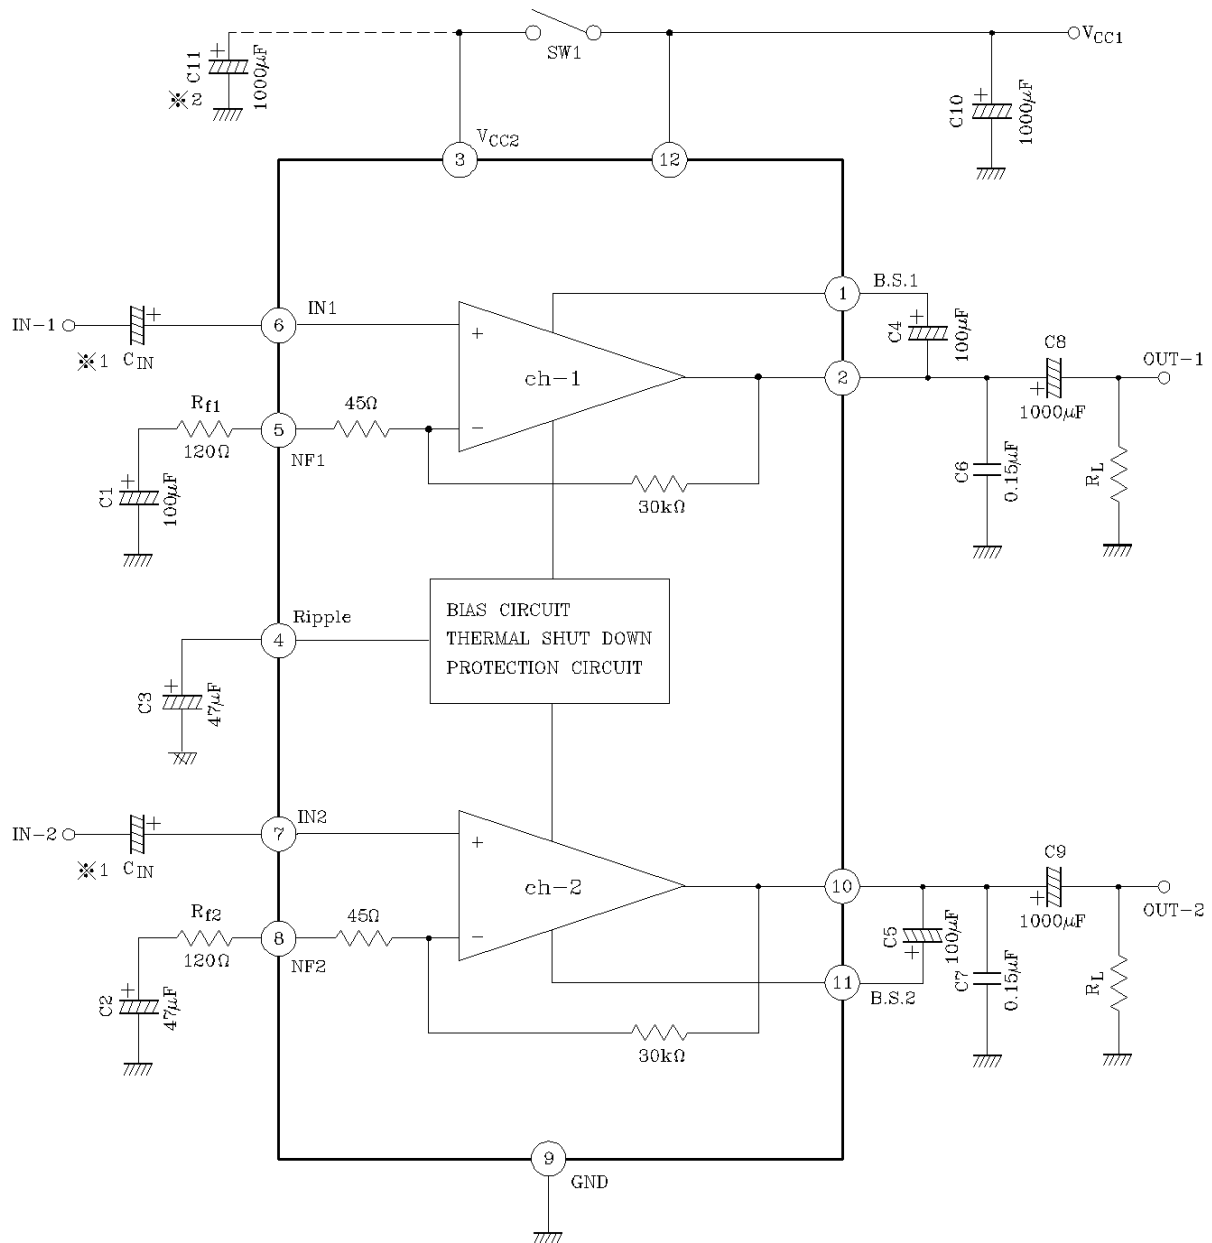 C11
1000µF
※2
SW1
VCC1
C10
1000µF
VCC2
3
12
1
B.S.1
C4
100µF
IN-1
※1 CIN
6
IN1
+
ch-1
−
2
C8
1000µF
OUT-1
Rf1
120Ω
5
NF1
45Ω
30kΩ
C1
100µF
C6
0.15µF
RL
Ripple
4
C3
47µF
BIAS CIRCUIT
THERMAL SHUT DOWN
PROTECTION CIRCUIT
IN-2
※1 CIN
7
IN2
+
ch-2
−
10
C9
1000µF
OUT-2
Rf2
120Ω
8
NF2
45Ω
30kΩ
C2
47µF
C5
100µF
11
B.S.2
C7
0.15µF
RL
9
GND